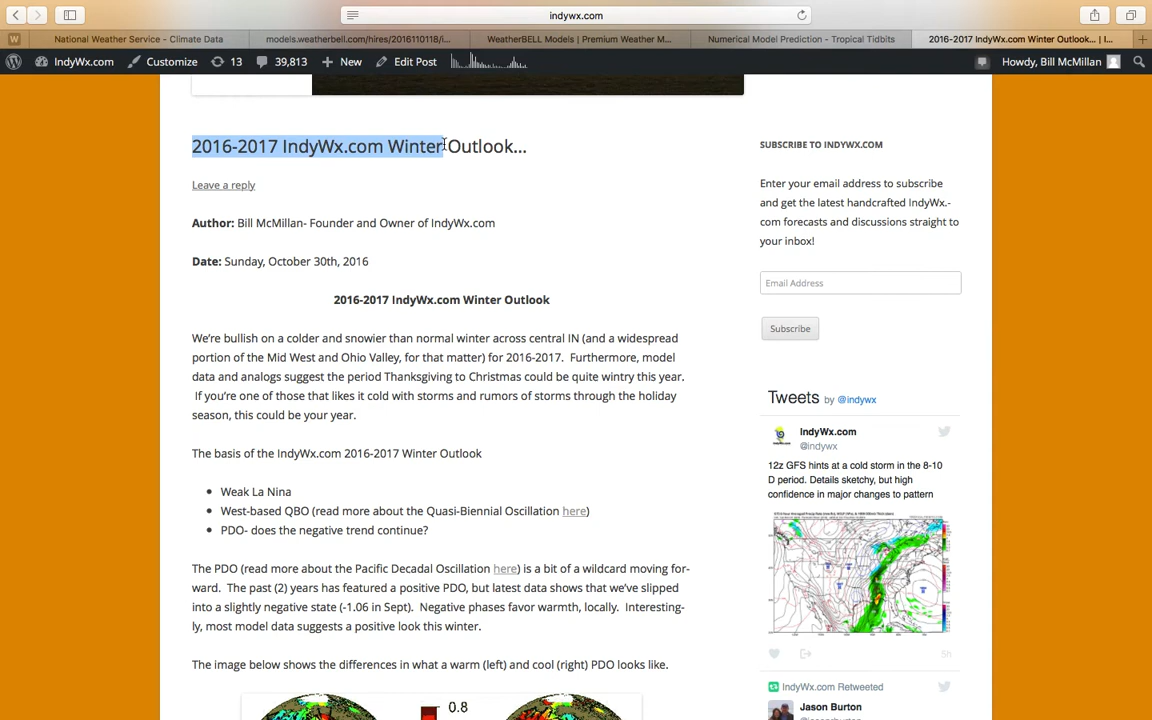 indywx.com
National Weather Service - Climate Data
models.weatherbell.com/hires/2016110118/i...
WeatherBELL Models | Premium Weather M...
Numerical Model Prediction - Tropical Tidbits
2016-2017 IndyWx.com Winter Outlook... | I...
IndyWx.com
Customize
13
39,813
New
Edit Post
Howdy, Bill McMillan
2016-2017 IndyWx.com Winter Outlook...
Leave a reply
Author: Bill McMillan- Founder and Owner of IndyWx.com
Date: Sunday, October 30th, 2016
2016-2017 IndyWx.com Winter Outlook
We're bullish on a colder and snowier than normal winter across central IN (and a widespread
portion of the Mid West and Ohio Valley, for that matter) for 2016-2017. Furthermore, model
data and analogs suggest the period Thanksgiving to Christmas could be quite wintry this year.
If you're one of those that likes it cold with storms and rumors of storms through the holiday
season, this could be your year.
The basis of the IndyWx.com 2016-2017 Winter Outlook
Weak La Nina
West-based QBO (read more about the Quasi-Biennial Oscillation here)
PDO- does the negative trend continue?
The PDO (read more about the Pacific Decadal Oscillation here) is a bit of a wildcard moving for-
ward. The past (2) years has featured a positive PDO, but latest data shows that we've slipped
into a slightly negative state (-1.06 in Sept). Negative phases favor warmth, locally. Interesting-
ly, most model data suggests a positive look this winter.
The image below shows the differences in what a warm (left) and cool (right) PDO looks like.
0.8
SUBSCRIBE TO INDYWX.COM
Enter your email address to subscribe
and get the latest handcrafted IndyWx.-
com forecasts and discussions straight to
your inbox!
Email Address
Subscribe
Tweets by @indywx
IndyWx.com
@indywx
12z GFS hints at a cold storm in the 8-10
D period. Details sketchy, but high
confidence in major changes to pattern
5h
IndyWx.com Retweeted
Jason Burton